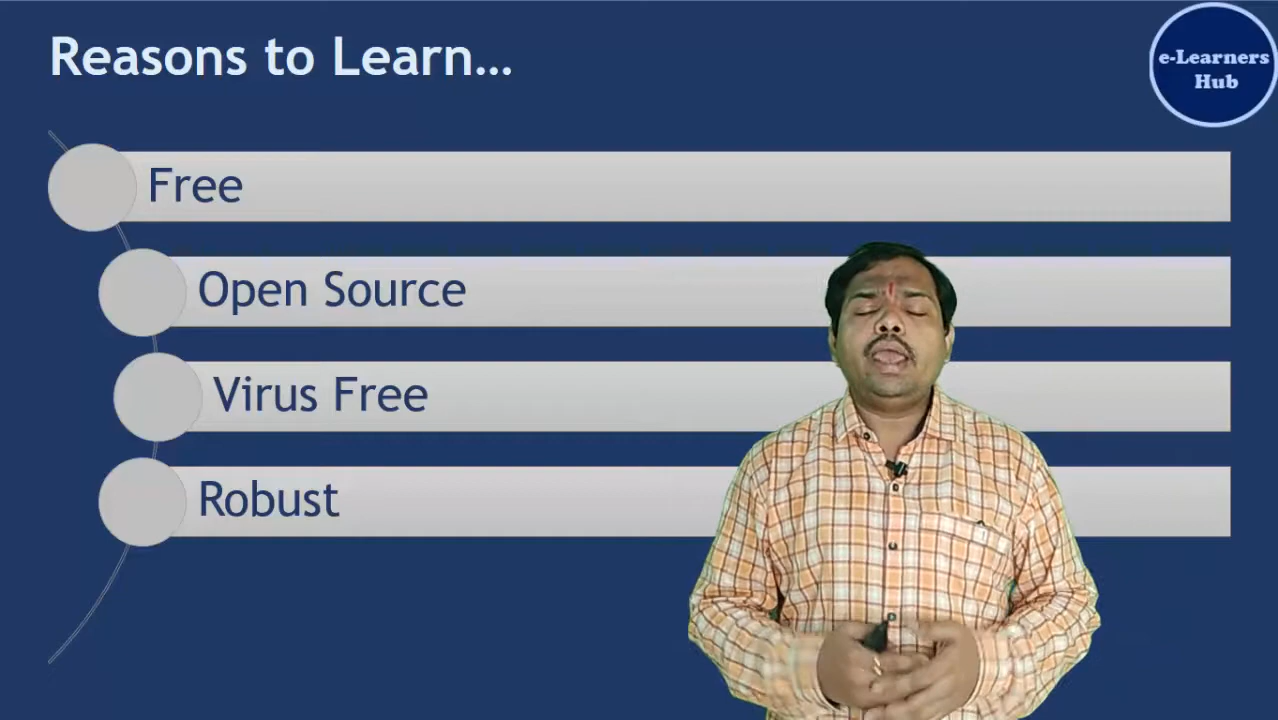 Reasons to Learn…
e-Learners
Hub
Free
Open Source
Virus Free
Robust